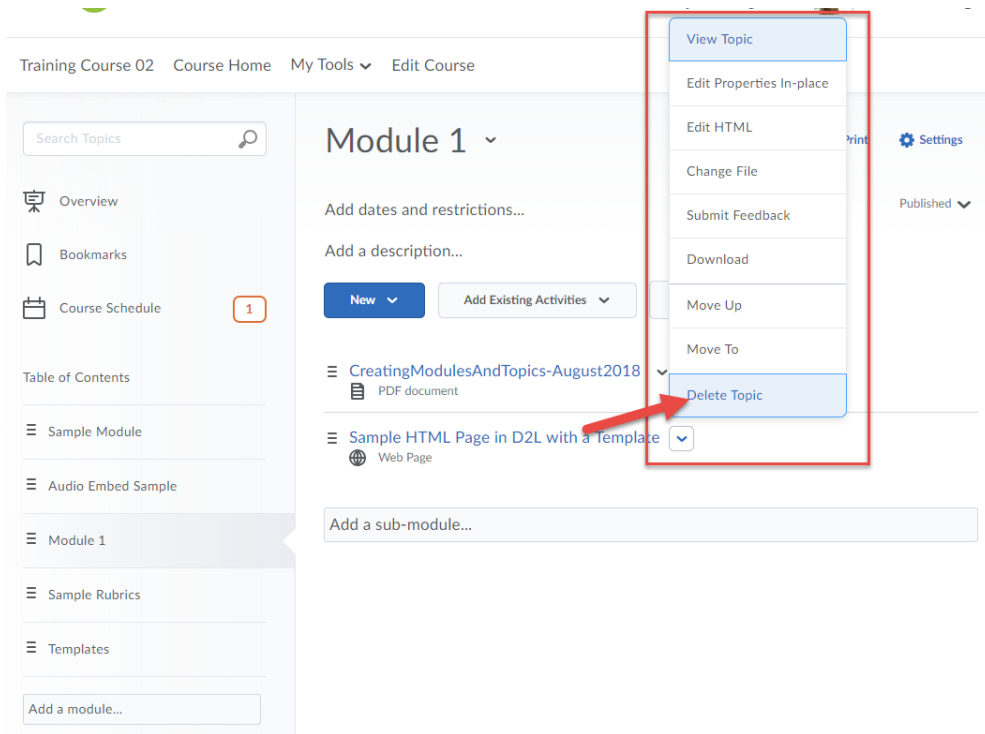 Training Course 02 Course Home My Tools Edit Course
Search Topics
Overview
Bookmarks
Course Schedule 1
Table of Contents
Sample Module
Audio Embed Sample
Module 1
Sample Rubrics
Templates
Add a module...
Module 1
Print Settings
Add dates and restrictions...
Published
Add a description...
New Add Existing Activities
CreatingModulesAndTopics-August2018
PDF document
Sample HTML Page in D2L with a Template
Web Page
Add a sub-module...
View Topic
Edit Properties In-place
Edit HTML
Change File
Submit Feedback
Download
Move Up
Move To
Delete Topic